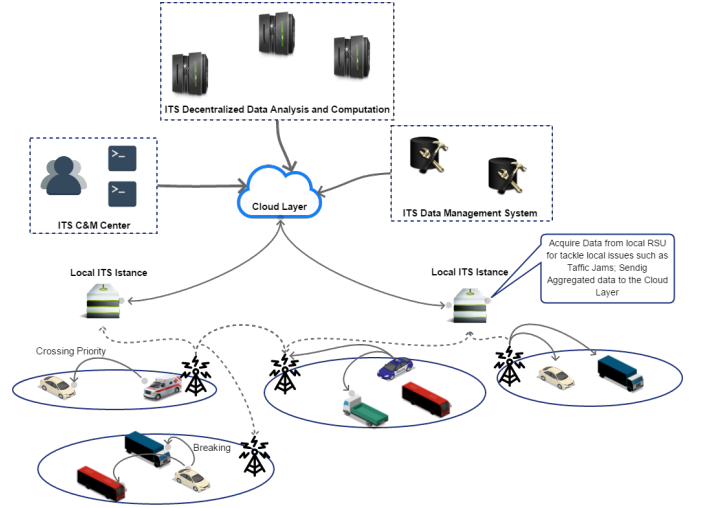 ITS Decentralized Data Analysis and Computation
>_
>_
ITS C&M Center
Cloud Layer
ITS Data Management System
Local ITS Istance
Local ITS Istance
Acquire Data from local RSU
for tackle local issues such as
Taffic Jams; Sendig
Aggregated data to the Cloud
Layer
Crossing Priority
Breaking